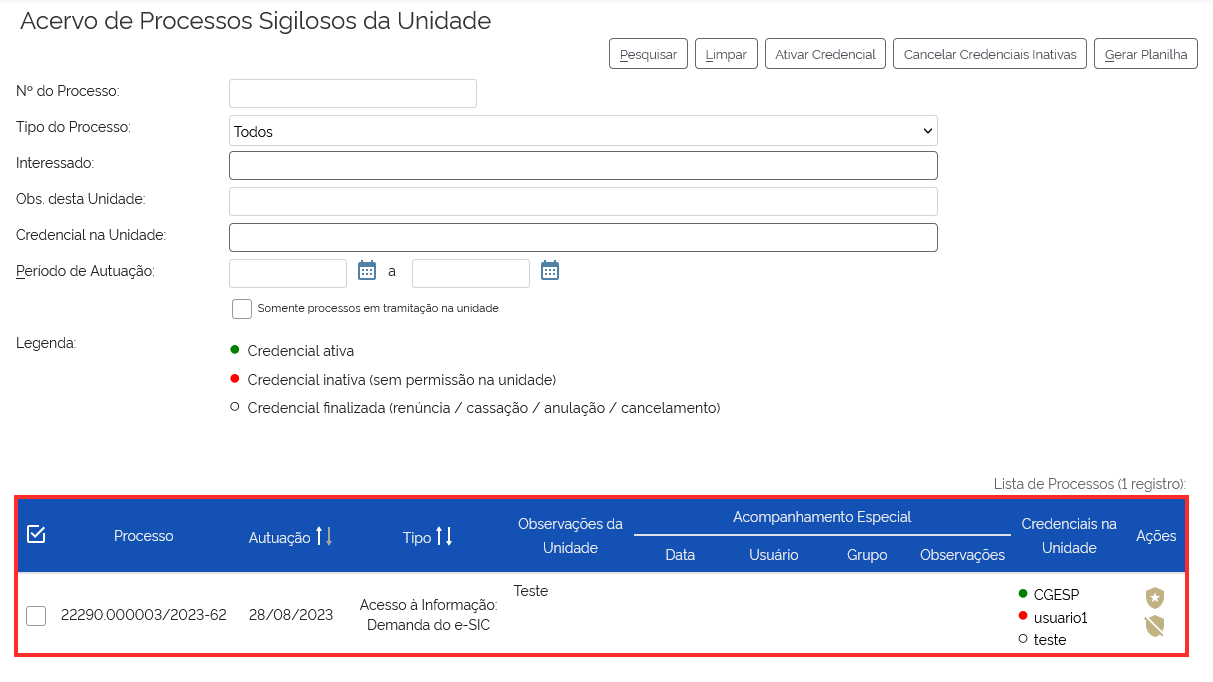 Acervo de Processos Sigilosos da Unidade
Pesquisar Limpar Ativar Credencial Cancelar Credenciais Inativas Gerar Planilha
Nº do Processo:
Tipo do Processo: Todos
Interessado:
Obs. desta Unidade:
Credencial na Unidade:
Período de Autuação: a
Somente processos em tramitação na unidade
Legenda:
Credencial ativa
Credencial inativa (sem permissão na unidade)
Credencial finalizada (renúncia / cassação / anulação / cancelamento)
Lista de Processos (1 registro):
Processo Autuação Tipo Observações da Unidade Acompanhamento Especial Credenciais na Unidade Ações
Data Usuário Grupo Observações
22290.000003/2023-62 28/08/2023 Acesso à Informação: Demanda do e-SIC Teste
CGESP
usuario1
teste